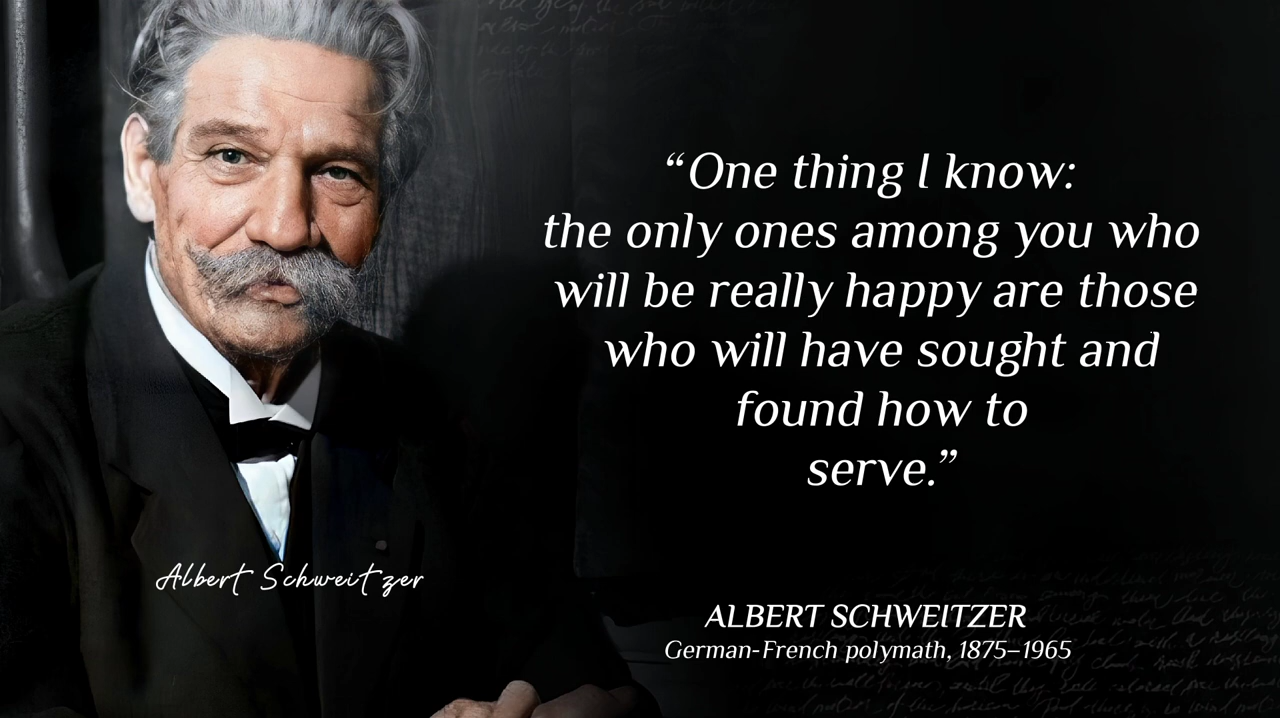 “One thing I know:
the only ones among you who
will be really happy are those
who will have sought and
found how to
serve.”
Albert Schweitzer
ALBERT SCHWEITZER
German-French polymath, 1875–1965